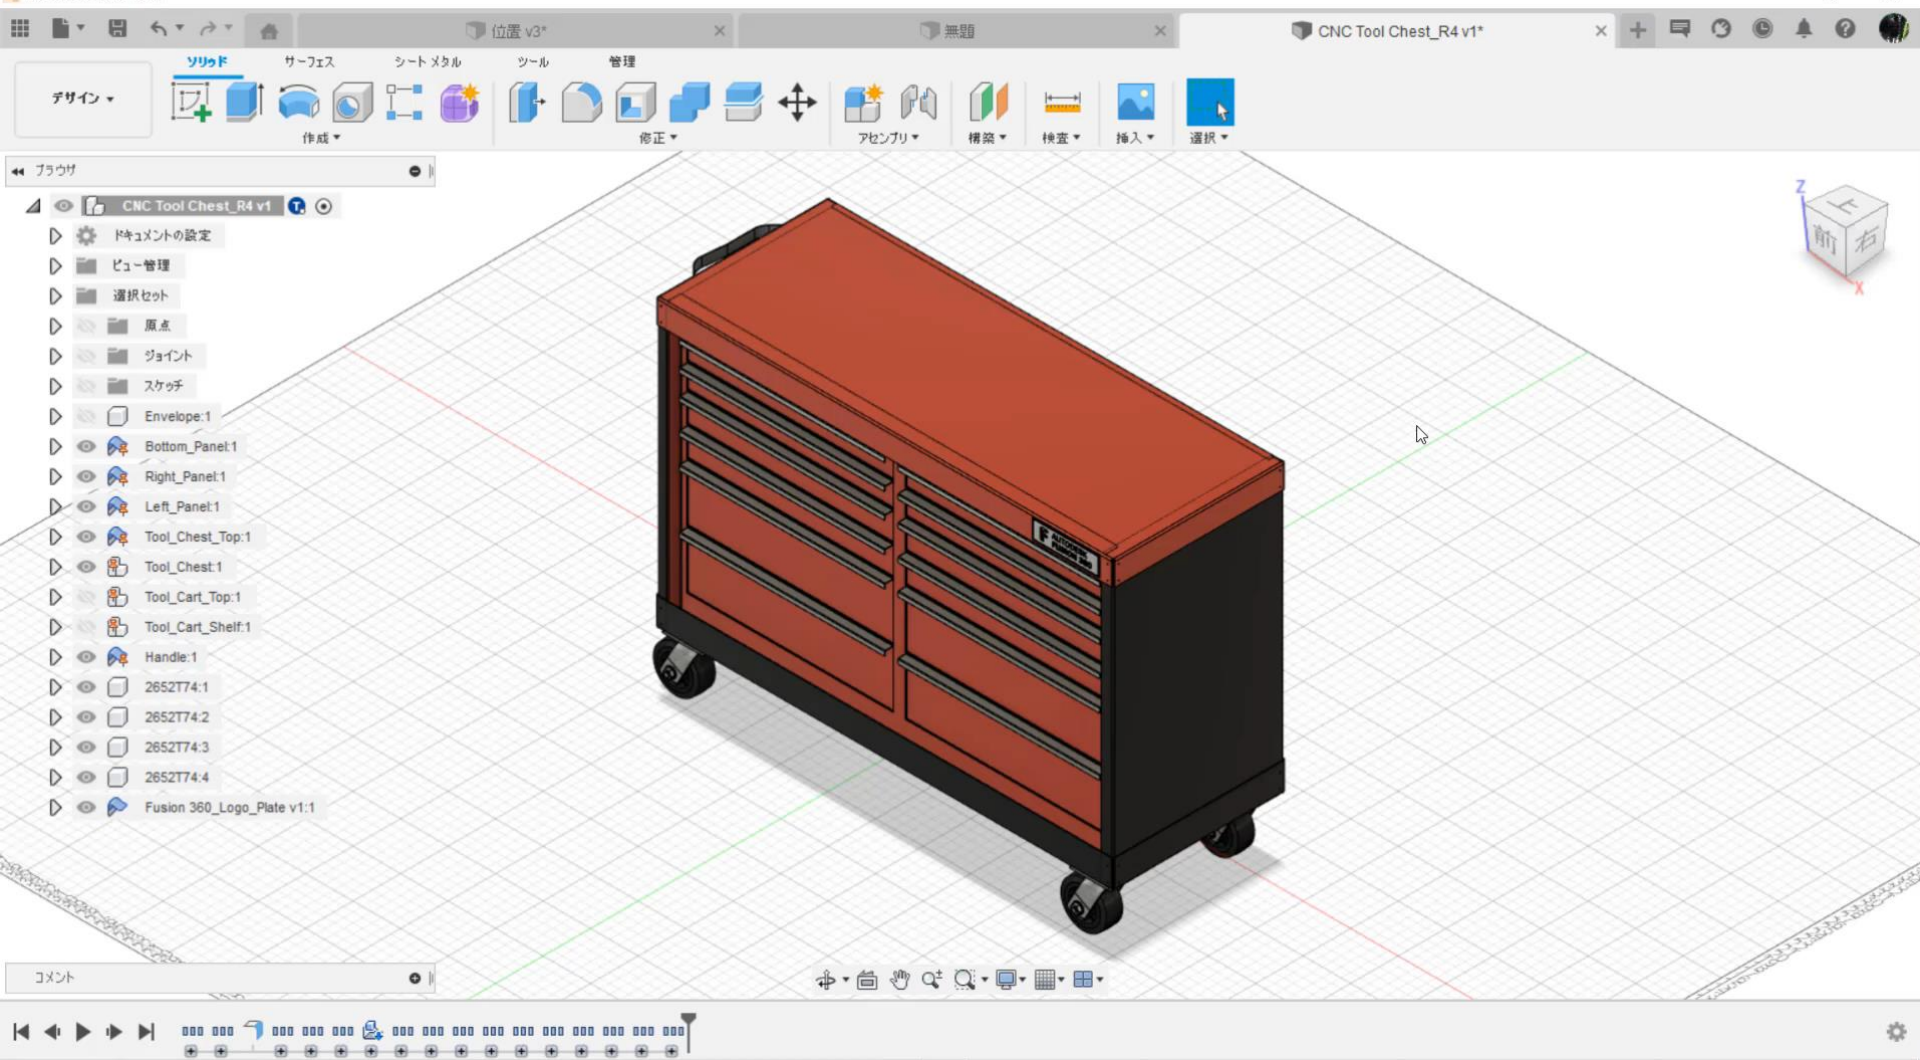 位置 v3*
無題
CNC Tool Chest_R4 v1*
デザイン
ソリッド
サーフェス
シート メタル
ツール
管理
作成
修正
アセンブリ
構築
検査
挿入
選択
ブラウザ
CNC Tool Chest_R4 v1
ドキュメントの設定
ビュー管理
選択セット
原点
ジョイント
スケッチ
Envelope:1
Bottom_Panel:1
Right_Panel:1
Left_Panel:1
Tool_Chest_Top:1
Tool_Chest:1
Tool_Cart_Top:1
Tool_Cart_Shelf:1
Handle:1
2652T74:1
2652T74:2
2652T74:3
2652T74:4
Fusion 360_Logo_Plate v1:1
Z
上
前
右
X
F AUTODESK
FUSION 360
コメント